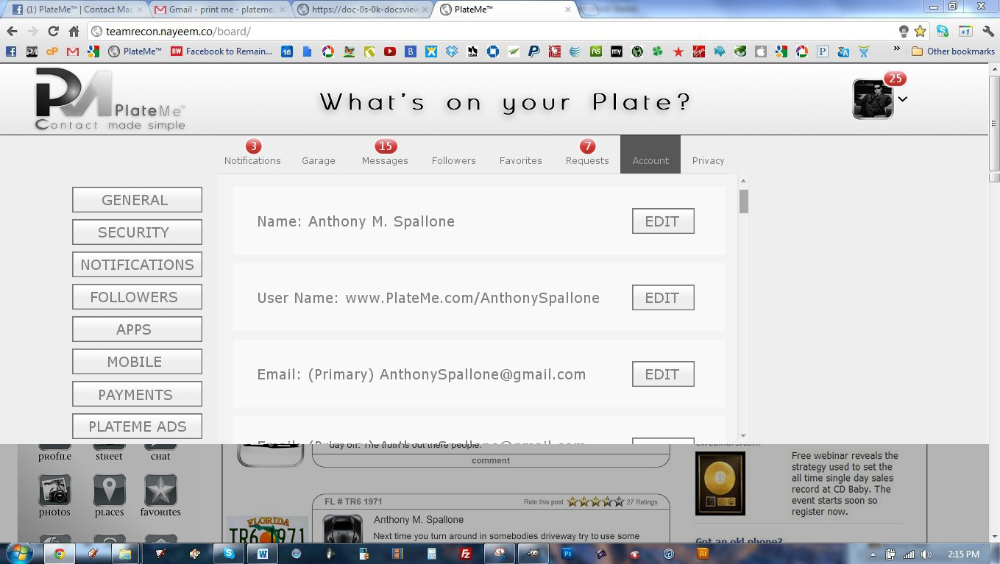 (1) PlateMe™ | Contact Mad
Gmail - print me - plateme.
https://doc-0s-0k-docsview
PlateMe™
teamrecon.nayeem.co/board/
PlateMe™
Facebook to Remain...
Other bookmarks
PM
PlateMe™
Contact made simple
What's on your Plate?
25
3
15
7
Notifications
Garage
Messages
Followers
Favorites
Requests
Account
Privacy
GENERAL
SECURITY
NOTIFICATIONS
FOLLOWERS
APPS
MOBILE
PAYMENTS
PLATEME ADS
Name: Anthony M. Spallone
EDIT
User Name: www.PlateMe.com/AnthonySpallone
EDIT
Email: (Primary) AnthonySpallone@gmail.com
EDIT
day off. The truth is out there people.
comment
profile
street
chat
photos
places
favorites
FL # TR6 1971
Rate this post
27 Ratings
FLORIDA
TR6 1971
Anthony M. Spallone
Next time you turn around in somebodies driveway try to use some
Free webinar reveals the
strategy used to set the
all time single day sales
record at CD Baby. The
event starts soon so
register now.
Got an old phone?
2:15 PM